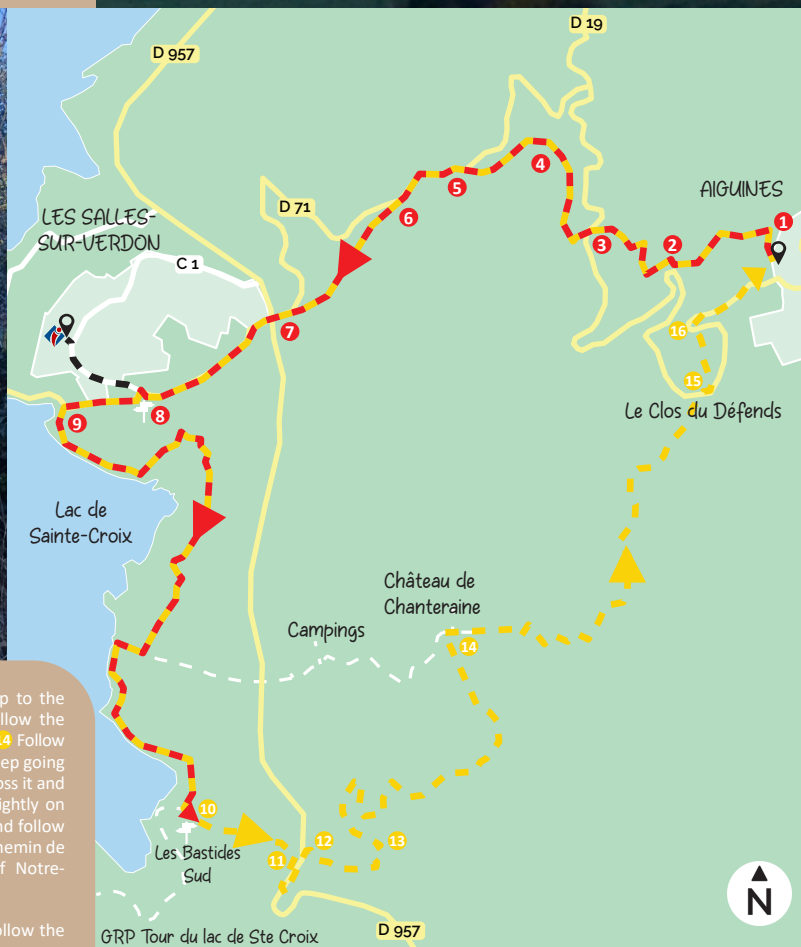 D 957
D 19
AIGUINES
1
4
5
6
D 71
LES SALLES-
SUR-VERDON
C 1
3
2
7
16
15
Le Clos du Défends
8
9
Lac de
Sainte-Croix
Château de
Chanteraine
Campings
14
10
Les Bastides
Sud
11
12
13
GRP Tour du lac de Ste Croix
D 957
N
p to the
llow the
14 Follow
ep going
oss it and
ightly on
nd follow
hemin de
f Notre-
ollow the